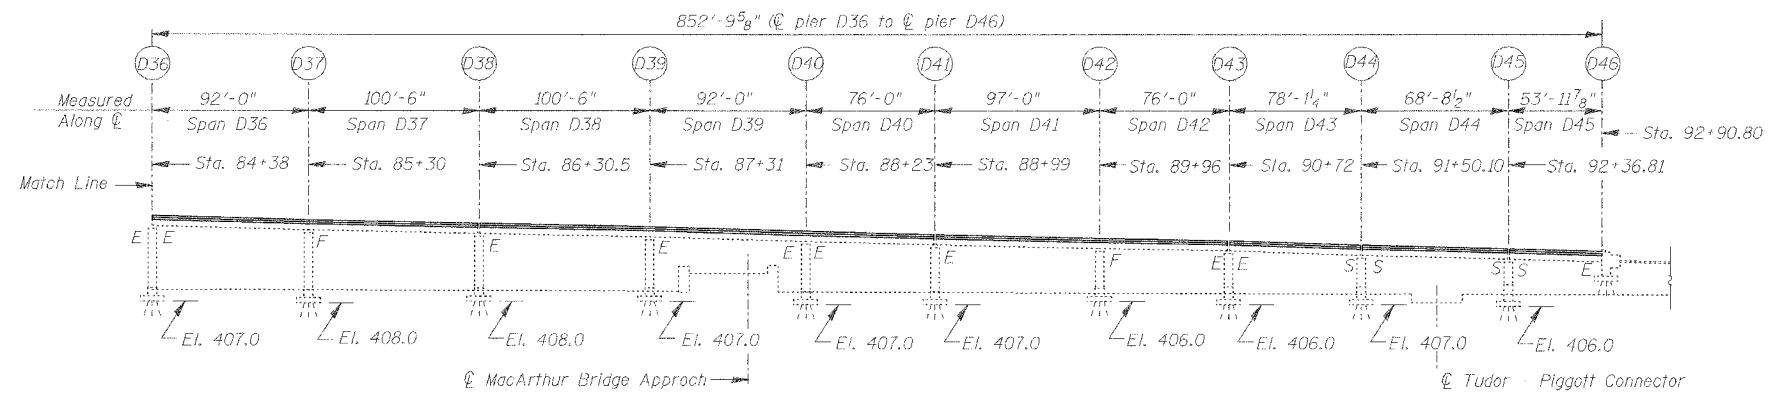 852'-9 5/8" (℄ pier D36 to ℄ pier D46)
D36 D37 D38 D39 D40 D41 D42 D43 D44 D45 D46
Measured Along ℄
92'-0" 100'-6" 100'-6" 92'-0" 76'-0" 97'-0" 76'-0" 78'-1 1/4" 68'-8 1/2" 53'-11 7/8"
Span D36 Span D37 Span D38 Span D39 Span D40 Span D41 Span D42 Span D43 Span D44 Span D45
Sta. 92+90.80
Sta. 84+38 Sta. 85+30 Sta. 86+30.5 Sta. 87+31 Sta. 88+23 Sta. 88+99 Sta. 89+96 Sta. 90+72 Sta. 91+50.10 Sta. 92+36.81
Match Line
E E F E E E E E F E E S S S S E
El. 407.0 El. 408.0 El. 408.0 El. 407.0 El. 407.0 El. 407.0 El. 406.0 El. 406.0 El. 407.0 El. 406.0
℄ MacArthur Bridge Approch
℄ Tudor - Piggott Connector